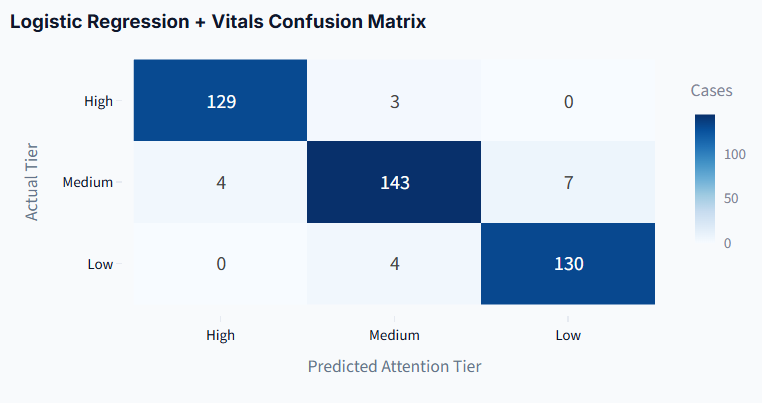 Logistic Regression + Vitals Confusion Matrix
Cases
High 129 3 0
100
Actual Tier
Medium 4 143 7
50
0
Low 0 4 130
High Medium Low
Predicted Attention Tier